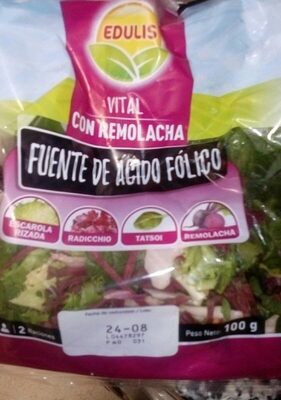 EDULIS
VITAL
CON REMOLACHA
FUENTE DE ÁCIDO FÓLICO
ESCAROLA RIZADA
RADICCHIO
TATSOI
REMOLACHA
2 Raciones
24-08
Peso Neto: 100 g